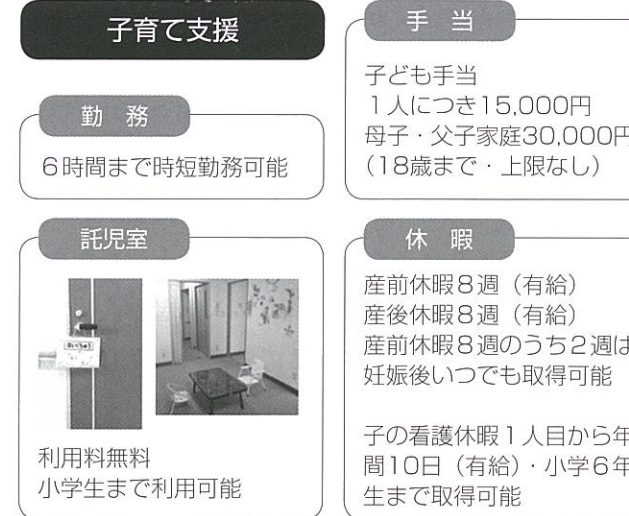 子育て支援
勤　務
6時間まで時短勤務可能
手　当
子ども手当
1人につき15,000円
母子・父子家庭30,000円
(18歳まで・上限なし)
託児室
利用料無料
小学生まで利用可能
休　暇
産前休暇8週（有給）
産後休暇8週（有給）
産前休暇8週のうち2週は
妊娠後いつでも取得可能
子の看護休暇1人目から年
間10日（有給）・小学6年
生まで取得可能